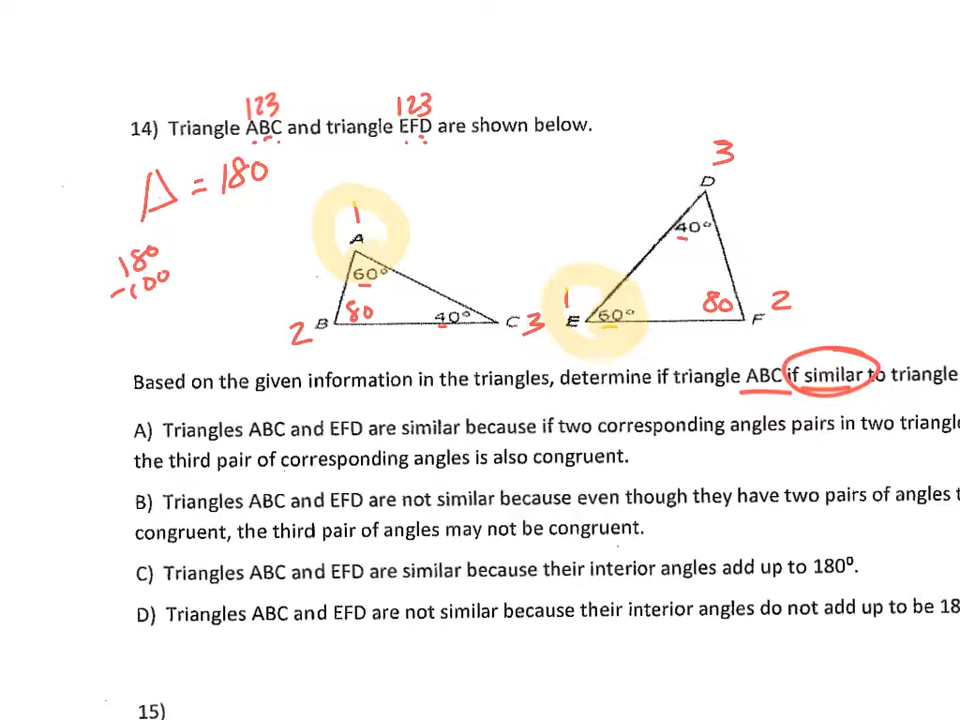 123 123
14) Triangle ABC and triangle EFD are shown below.
Δ = 180
180
-100
1
A
60°
2 B 80 40° C 3
3
D
40°
1
E 60° 80 F 2
Based on the given information in the triangles, determine if triangle ABC if similar to triangle
A) Triangles ABC and EFD are similar because if two corresponding angles pairs in two triangle
the third pair of corresponding angles is also congruent.
B) Triangles ABC and EFD are not similar because even though they have two pairs of angles t
congruent, the third pair of angles may not be congruent.
C) Triangles ABC and EFD are similar because their interior angles add up to 180⁰.
D) Triangles ABC and EFD are not similar because their interior angles do not add up to be 18
15)